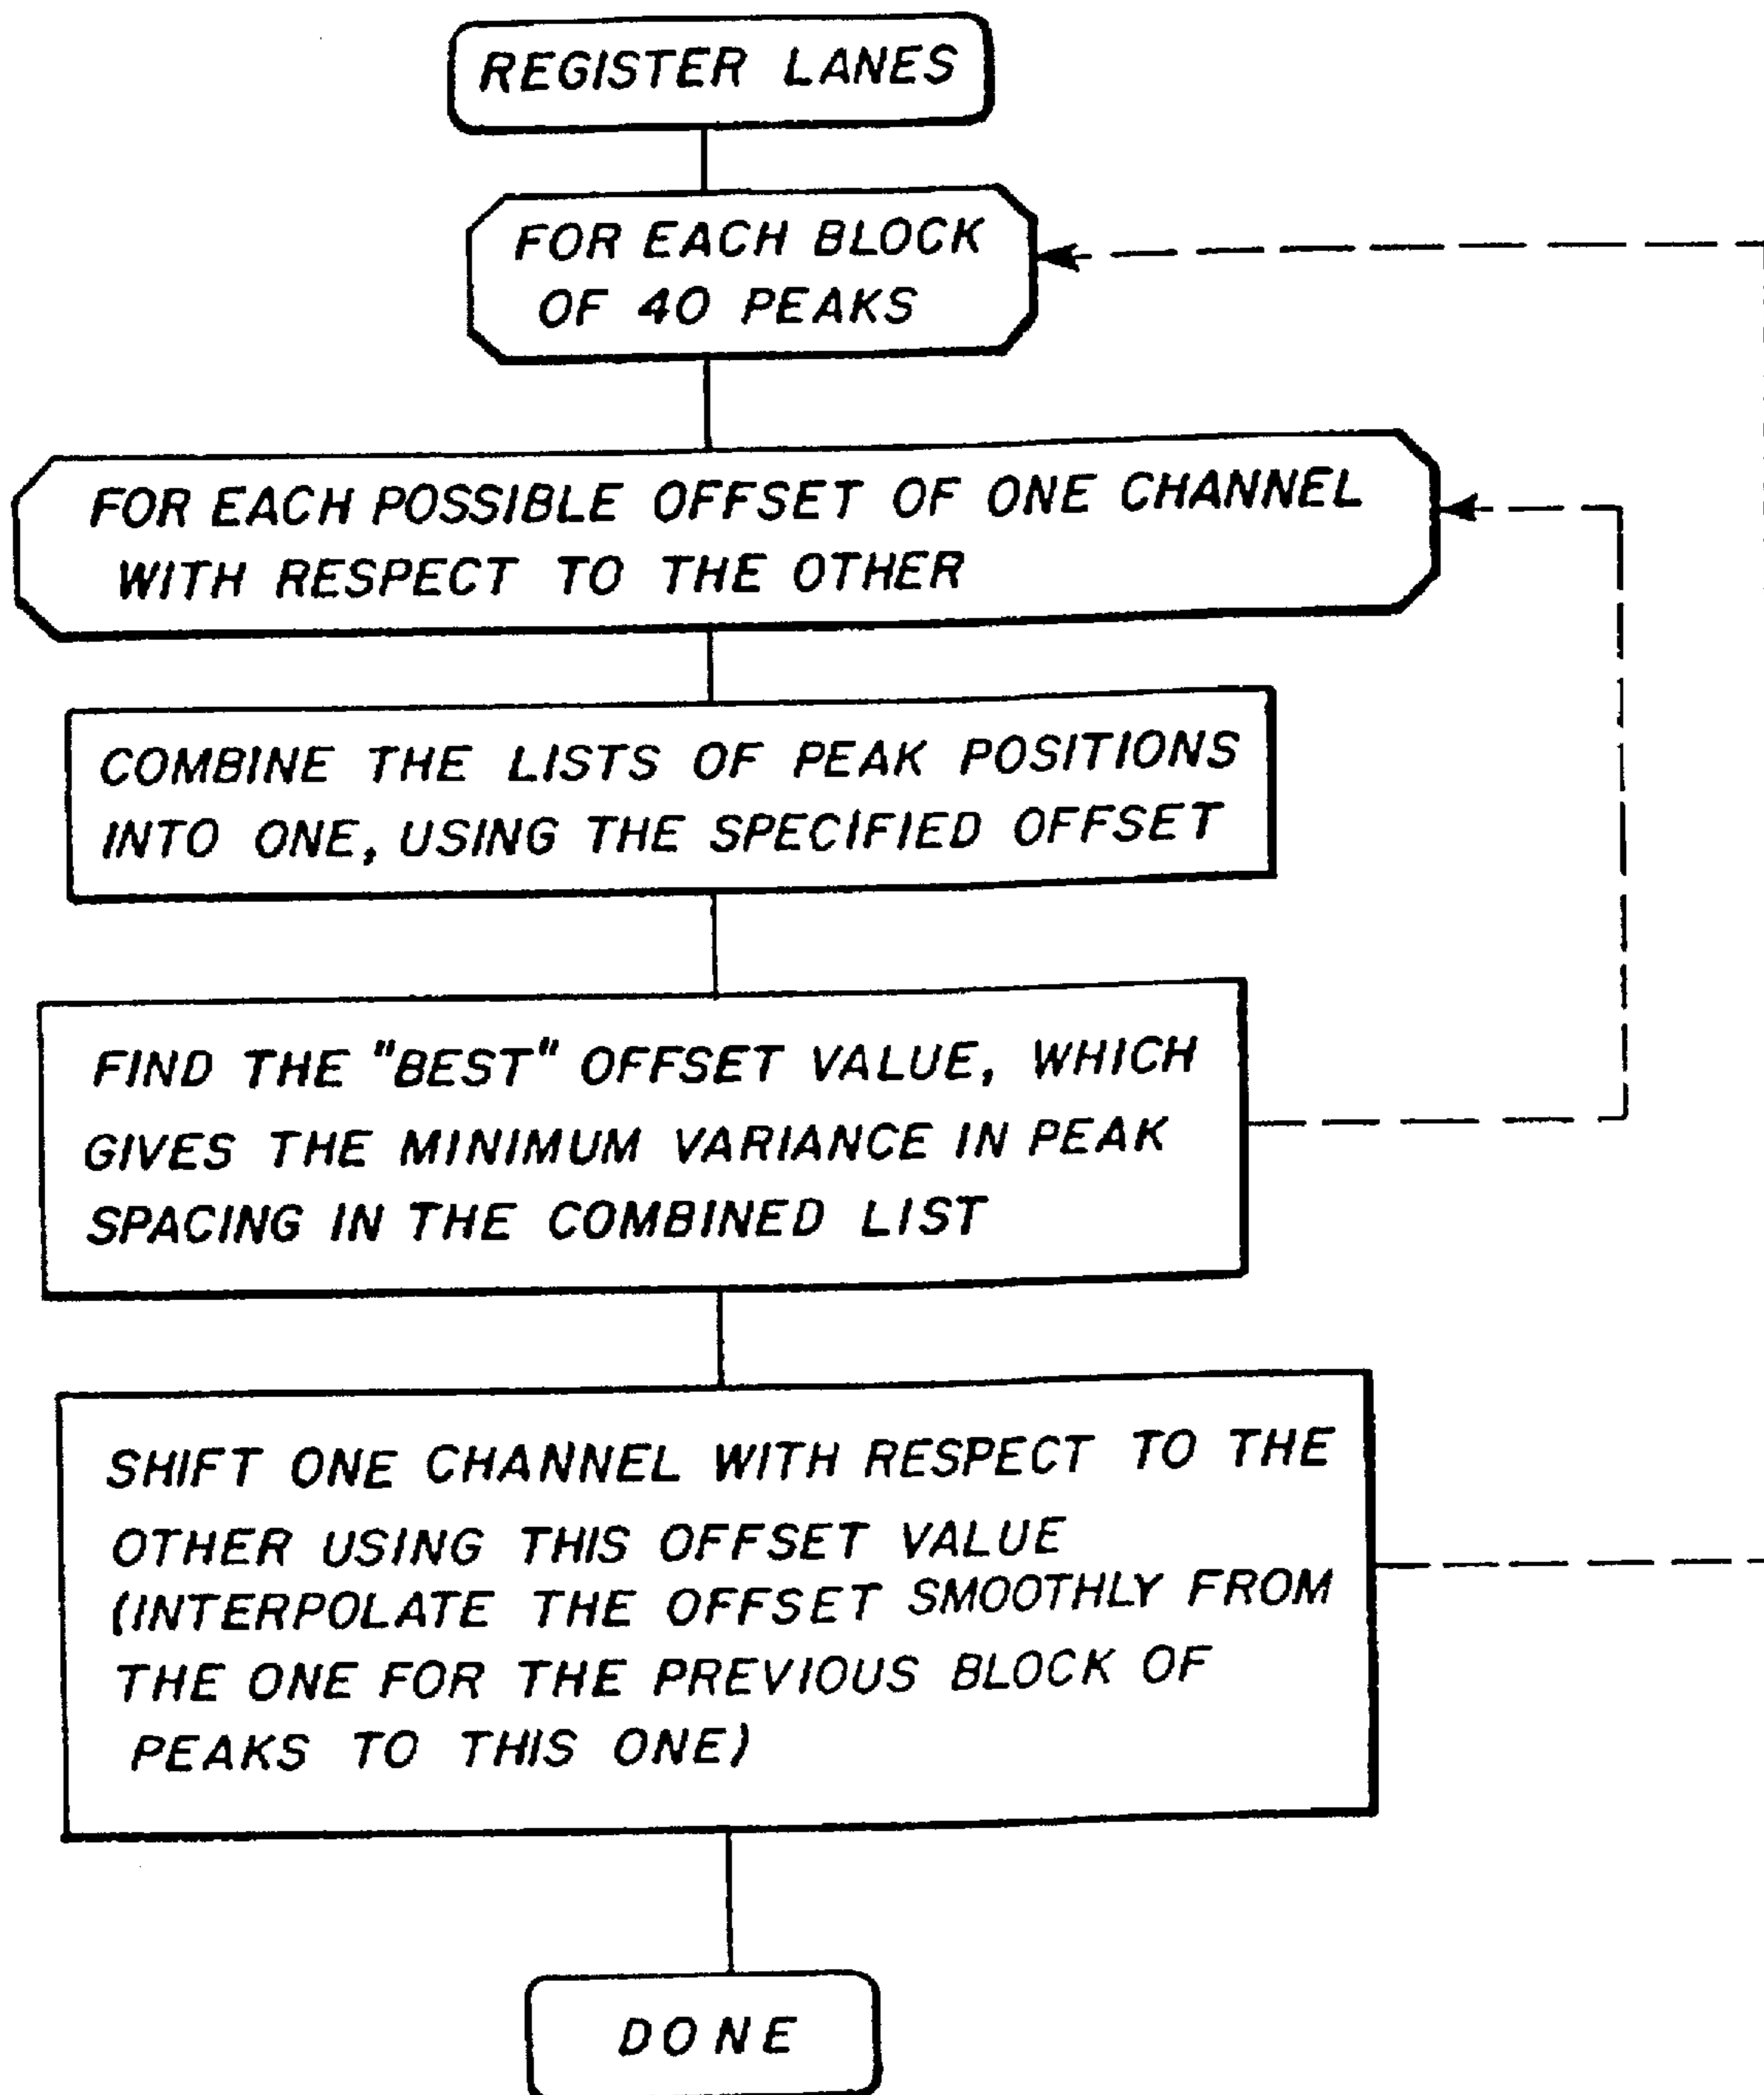 REGISTER LANES
FOR EACH BLOCK
OF 40 PEAKS
FOR EACH POSSIBLE OFFSET OF ONE CHANNEL
WITH RESPECT TO THE OTHER
COMBINE THE LISTS OF PEAK POSITIONS
INTO ONE, USING THE SPECIFIED OFFSET
FIND THE "BEST" OFFSET VALUE, WHICH
GIVES THE MINIMUM VARIANCE IN PEAK
SPACING IN THE COMBINED LIST
SHIFT ONE CHANNEL WITH RESPECT TO THE
OTHER USING THIS OFFSET VALUE
(INTERPOLATE THE OFFSET SMOOTHLY FROM
THE ONE FOR THE PREVIOUS BLOCK OF
PEAKS TO THIS ONE)
DONE